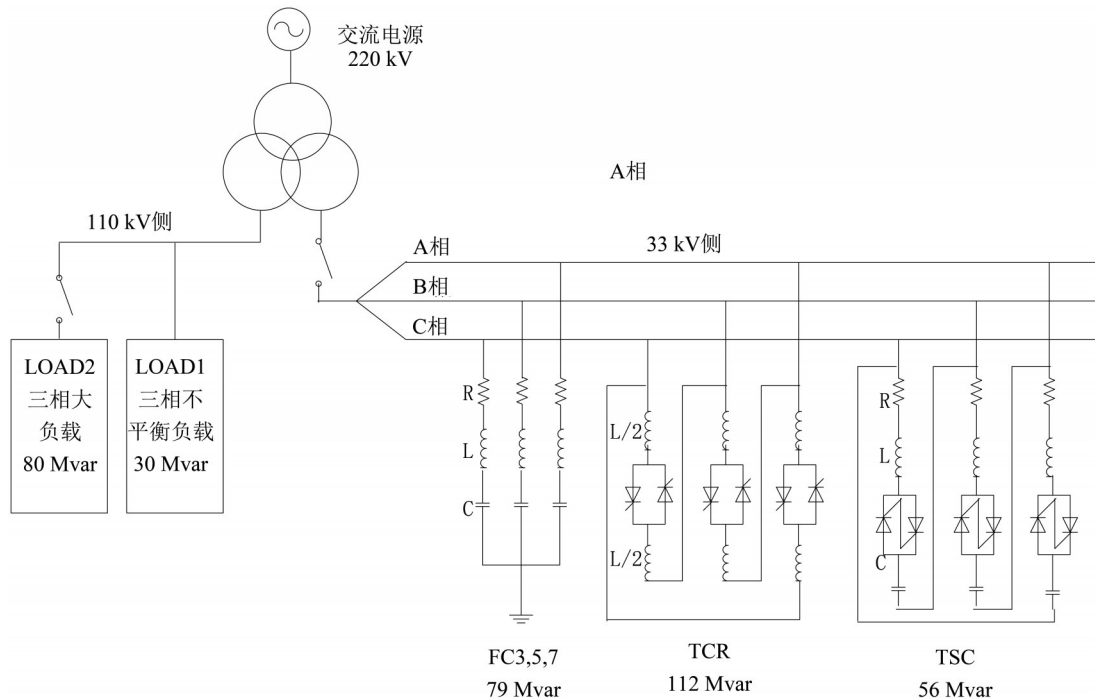 交流电源
220 kV
A相
110 kV侧
A相
33 kV侧
B相
C相
LOAD2
三相大
负载
80 Mvar
LOAD1
三相不
平衡负载
30 Mvar
R
L
C
L/2
L/2
R
L
C
FC3,5,7
79 Mvar
TCR
112 Mvar
TSC
56 Mvar